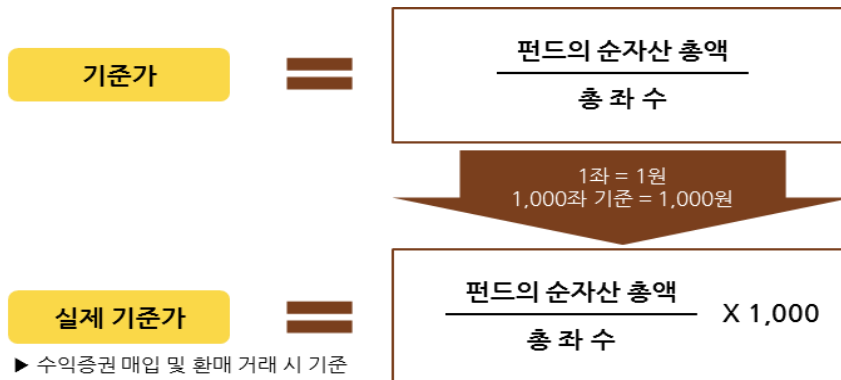 기준가
펀드의 순자산 총액
총 좌 수
1좌 = 1원
1,000좌 기준 = 1,000원
실제 기준가
펀드의 순자산 총액
총 좌 수
X 1,000
▶ 수익증권 매입 및 환매 거래 시 기준